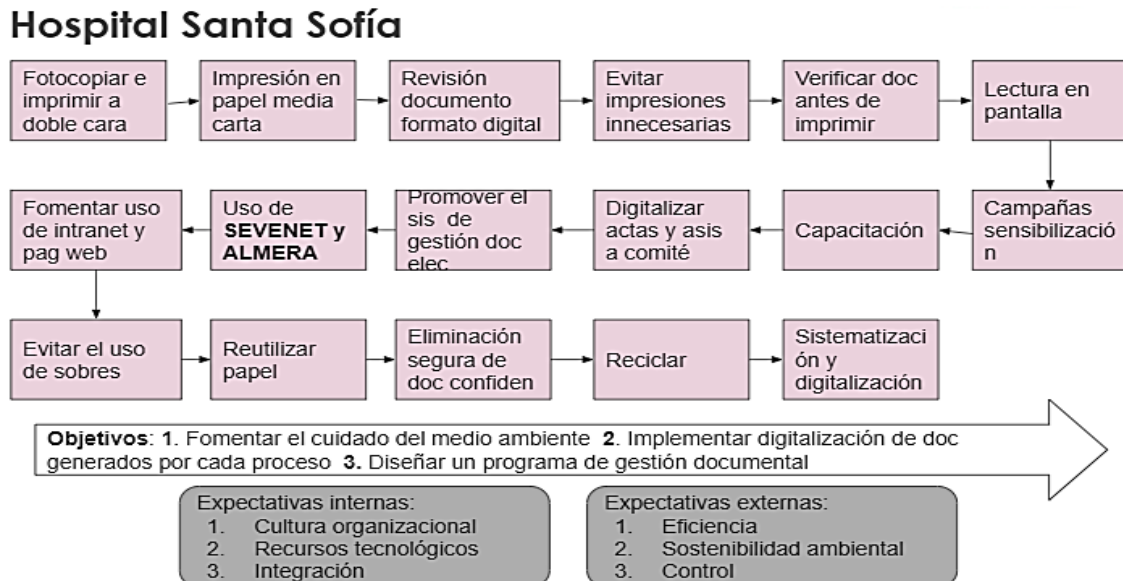 Hospital Santa Sofía
Fotocopiar e
imprimir a
doble cara
Impresión en
papel media
carta
Revisión
documento
formato digital
Evitar
impresiones
innecesarias
Verificar doc
antes de
imprimir
Lectura en
pantalla
Campañas
sensibilizació
n
Capacitación
Digitalizar
actas y asis
a comité
Promover el
sis de
gestión doc
elec
Uso de
SEVENET y
ALMERA
Fomentar uso
de intranet y
pag web
Evitar el uso
de sobres
Reutilizar
papel
Eliminación
segura de
doc confiden
Reciclar
Sistematizaci
ón y
digitalización
Objetivos: 1. Fomentar el cuidado del medio ambiente 2. Implementar digitalización de doc
generados por cada proceso 3. Diseñar un programa de gestión documental
Expectativas internas:
1. Cultura organizacional
2. Recursos tecnológicos
3. Integración
Expectativas externas:
1. Eficiencia
2. Sostenibilidad ambiental
3. Control